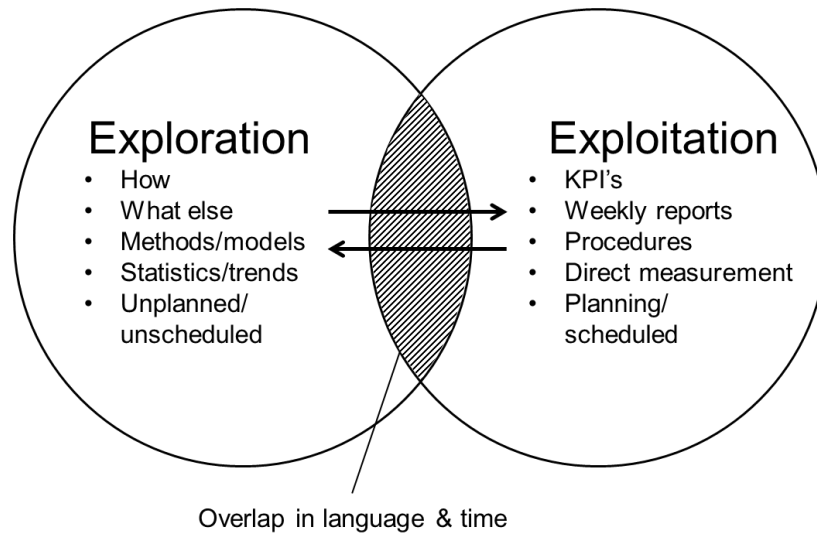 Exploration
• How
• What else
• Methods/models
• Statistics/trends
• Unplanned/
unscheduled
Exploitation
• KPI's
• Weekly reports
• Procedures
• Direct measurement
• Planning/
scheduled
Overlap in language & time